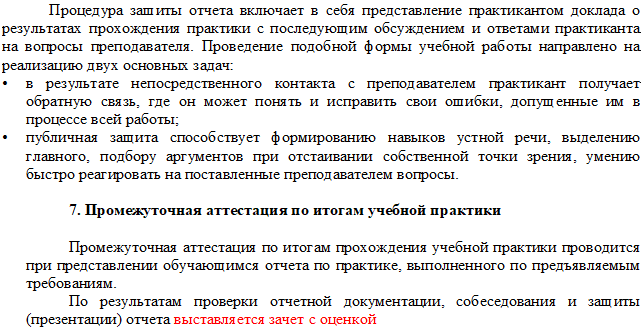 Процедура защиты отчета включает в себя представление практикантом доклада о
результатах прохождения практики с последующим обсуждением и ответами практиканта
на вопросы преподавателя. Проведение подобной формы учебной работы направлено на
реализацию двух основных задач:
• в результате непосредственного контакта с преподавателем практикант получает
обратную связь, где он может понять и исправить свои ошибки, допущенные им в
процессе всей работы;
• публичная защита способствует формированию навыков устной речи, выделению
главного, подбору аргументов при отстаивании собственной точки зрения, умению
быстро реагировать на поставленные преподавателем вопросы.
7. Промежуточная аттестация по итогам учебной практики
Промежуточная аттестация по итогам прохождения учебной практики проводится
при представлении обучающимся отчета по практике, выполненного по предъявляемым
требованиям.
По результатам проверки отчетной документации, собеседования и защиты
(презентации) отчета выставляется зачет с оценкой